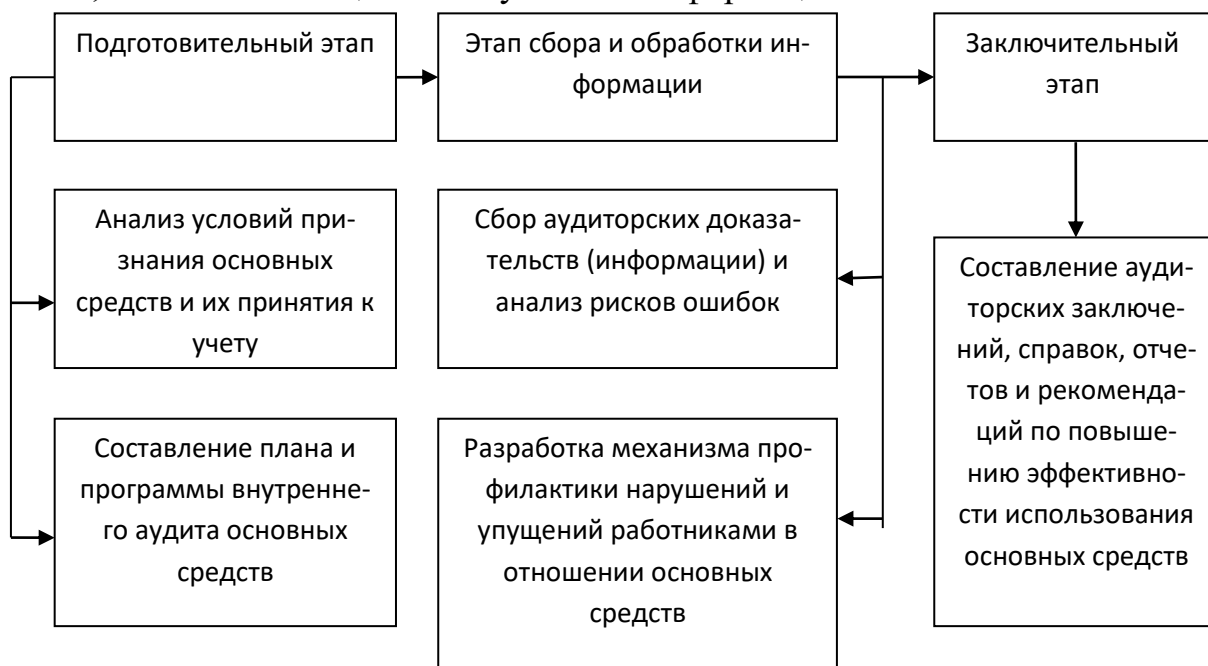 Подготовительный этап
Этап сбора и обработки ин-
формации
Заключительный
этап
Анализ условий при-
знания основных
средств и их принятия к
учету
Сбор аудиторских доказа-
тельств (информации) и
анализ рисков ошибок
Составление ауди-
торских заключе-
ний, справок, отче-
тов и рекоменда-
ций по повыше-
нию эффективно-
сти использования
основных средств
Составление плана и
программы внутренне-
го аудита основных
средств
Разработка механизма про-
филактики нарушений и
упущений работниками в
отношении основных
средств